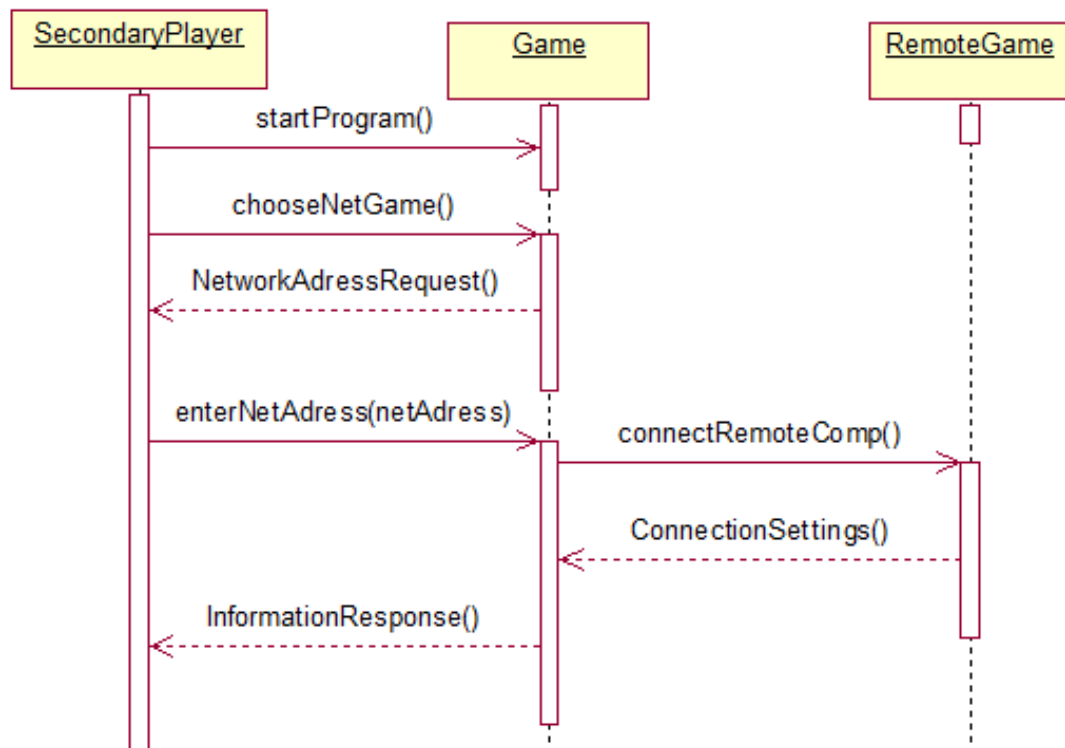 SecondaryPlayer
Game
RemoteGame
startProgram()
chooseNetGame()
NetworkAdressRequest()
enterNetAdress(netAdress)
connectRemoteComp()
ConnectionSettings()
InformationResponse()